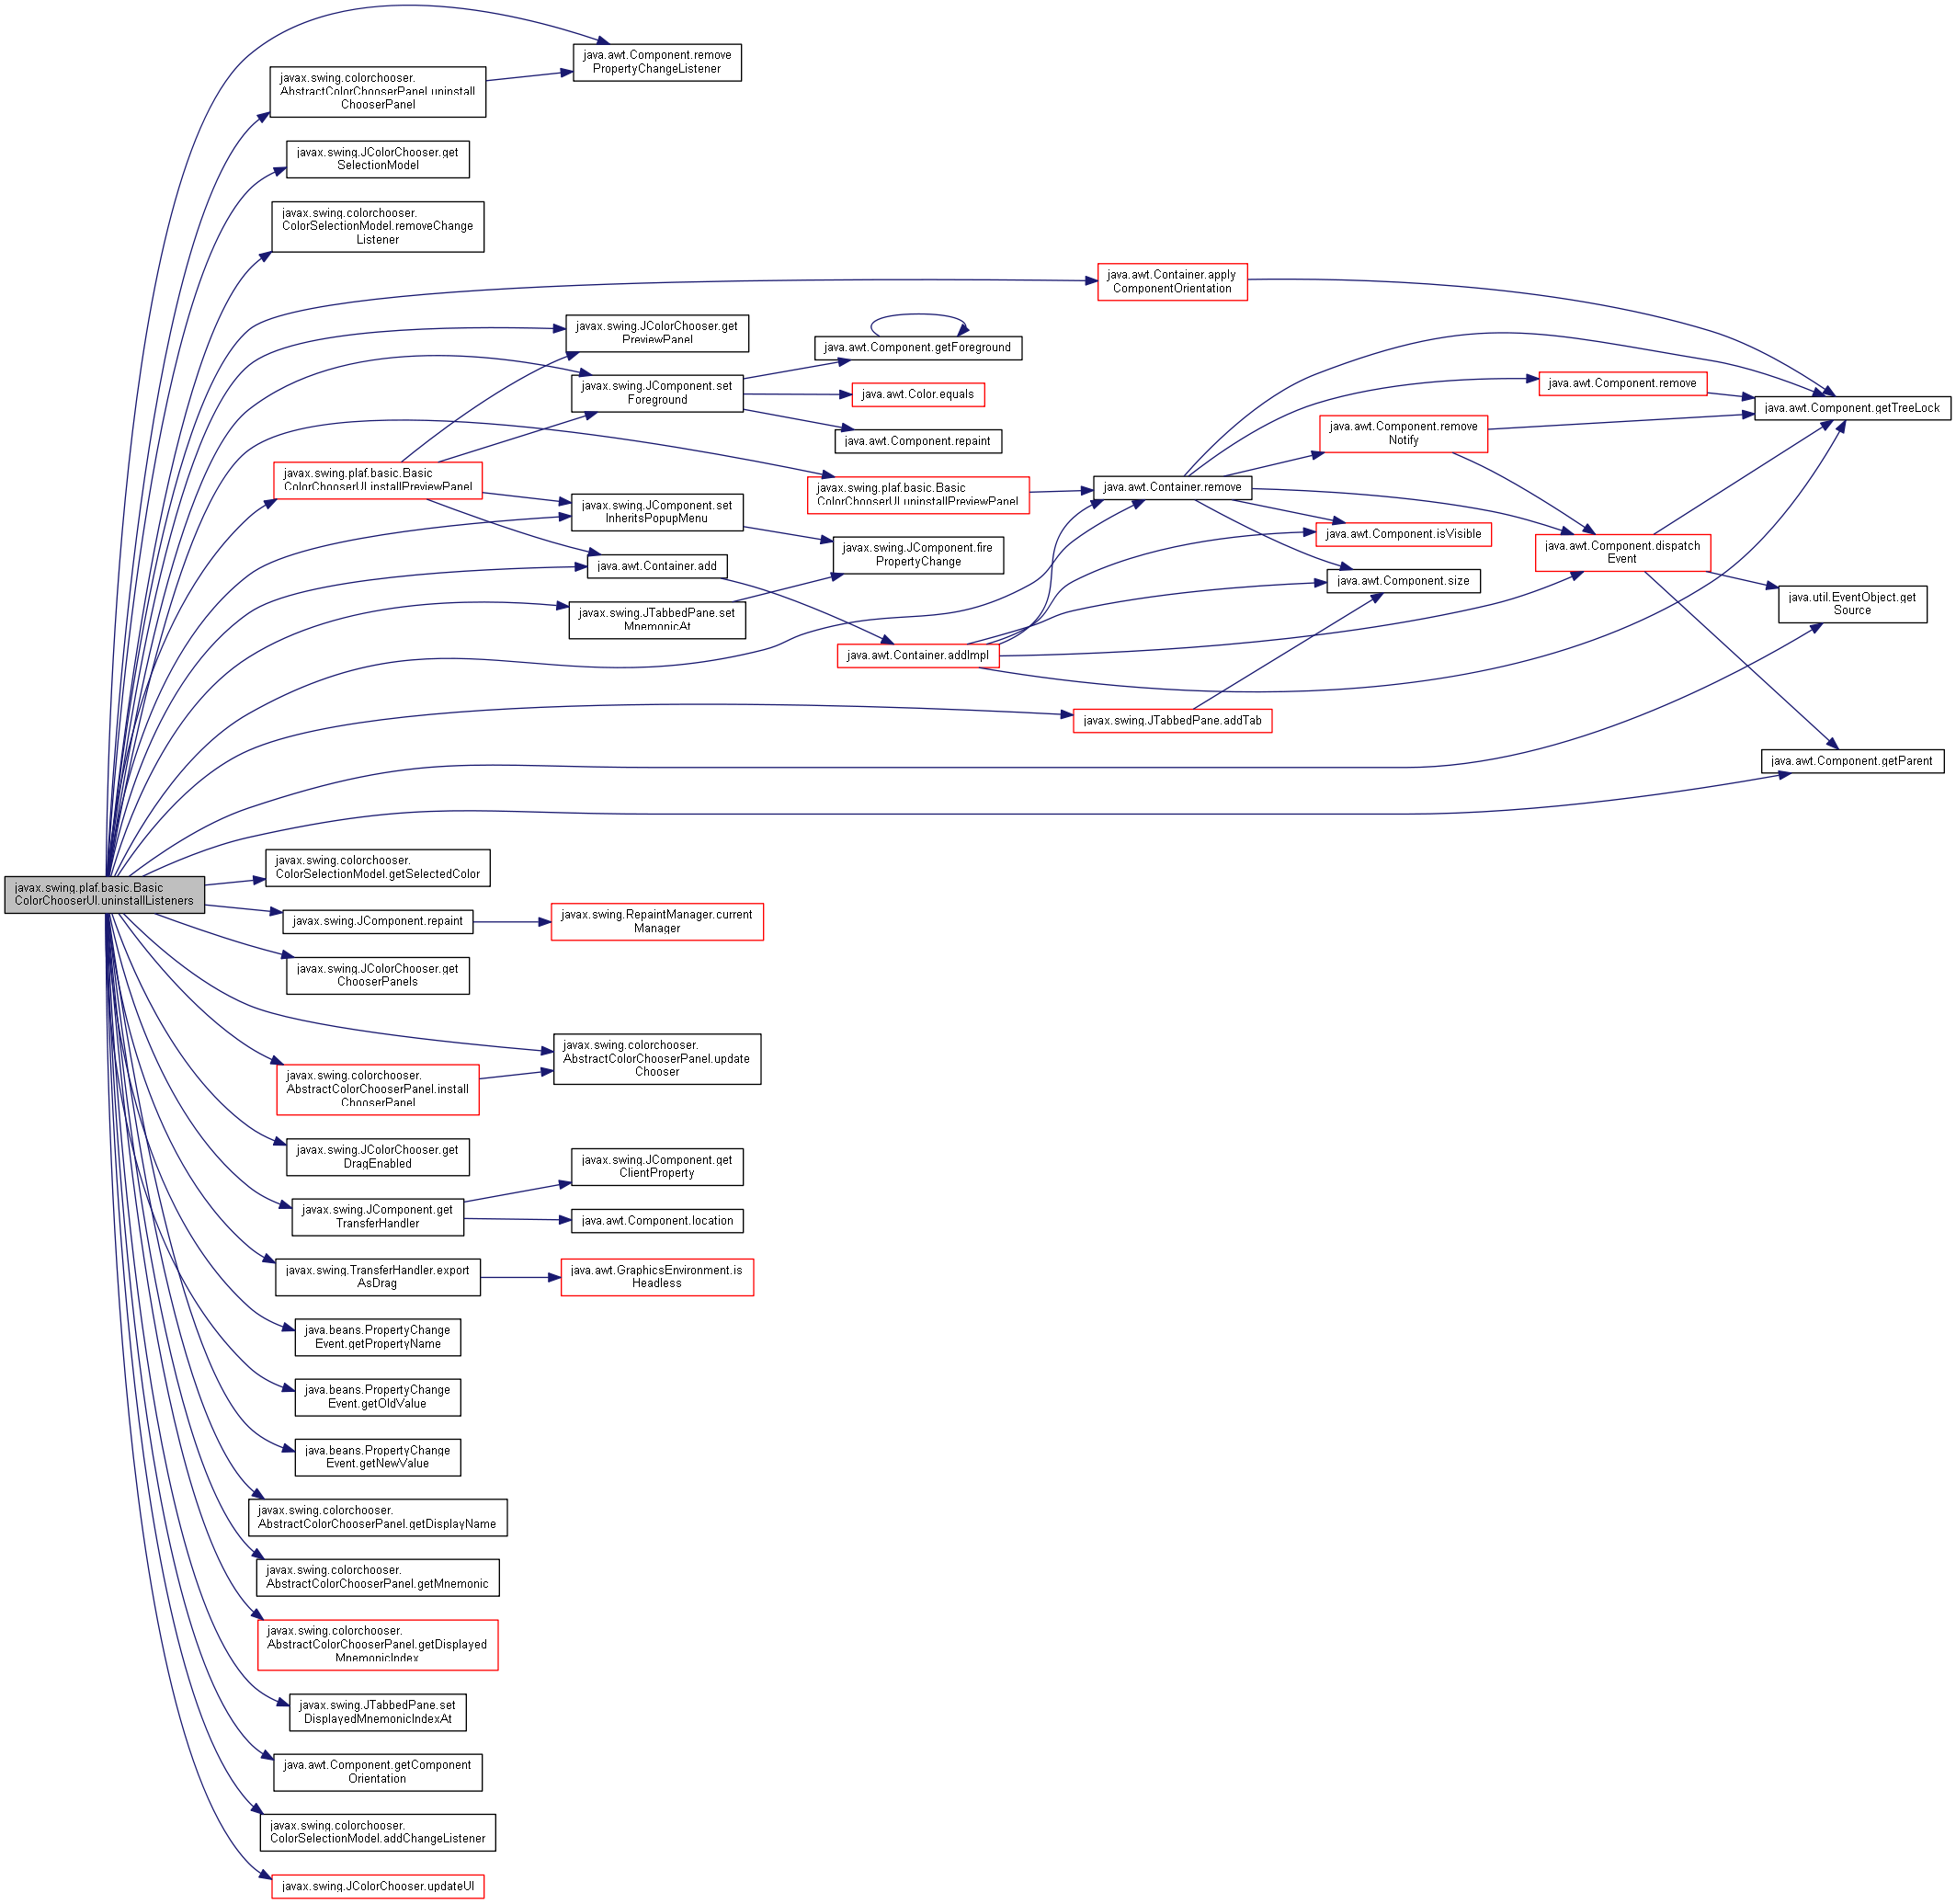 java.awt.Component.remove
PropertyChangeListener
javax.swing.colorchooser.
AbstractColorChooserPanel.uninstall
ChooserPanel
javax.swing.JColorChooser.get
SelectionModel
javax.swing.colorchooser.
ColorSelectionModel.removeChange
Listener
java.awt.Container.apply
ComponentOrientation
javax.swing.JColorChooser.get
PreviewPanel
java.awt.Component.getForeground
javax.swing.JComponent.set
Foreground
java.awt.Color.equals
java.awt.Component.remove
java.awt.Component.getTreeLock
java.awt.Component.repaint
java.awt.Component.remove
Notify
javax.swing.plaf.basic.Basic
ColorChooserUI.installPreviewPanel
javax.swing.plaf.basic.Basic
ColorChooserUI.uninstallPreviewPanel
java.awt.Container.remove
javax.swing.JComponent.set
InheritsPopupMenu
java.awt.Component.isVisible
javax.swing.JComponent.fire
PropertyChange
java.awt.Component.dispatch
Event
java.awt.Container.add
java.awt.Component.size
java.util.EventObject.get
Source
javax.swing.JTabbedPane.set
MnemonicAt
java.awt.Container.addImpl
javax.swing.JTabbedPane.addTab
java.awt.Component.getParent
javax.swing.colorchooser.
ColorSelectionModel.getSelectedColor
javax.swing.plaf.basic.Basic
ColorChooserUI.uninstallListeners
javax.swing.JComponent.repaint
javax.swing.RepaintManager.current
Manager
javax.swing.JColorChooser.get
ChooserPanels
javax.swing.colorchooser.
AbstractColorChooserPanel.update
Chooser
javax.swing.colorchooser.
AbstractColorChooserPanel.install
ChooserPanel
javax.swing.JColorChooser.get
DragEnabled
javax.swing.JComponent.get
ClientProperty
javax.swing.JComponent.get
TransferHandler
java.awt.Component.location
javax.swing.TransferHandler.export
AsDrag
java.awt.GraphicsEnvironment.is
Headless
java.beans.PropertyChange
Event.getPropertyName
java.beans.PropertyChange
Event.getOldValue
java.beans.PropertyChange
Event.getNewValue
javax.swing.colorchooser.
AbstractColorChooserPanel.getDisplayName
javax.swing.colorchooser.
AbstractColorChooserPanel.getMnemonic
javax.swing.colorchooser.
AbstractColorChooserPanel.getDisplayed
MnemonicIndex
javax.swing.JTabbedPane.set
DisplayedMnemonicIndexAt
java.awt.Component.getComponent
Orientation
javax.swing.colorchooser.
ColorSelectionModel.addChangeListener
javax.swing.JColorChooser.updateUI